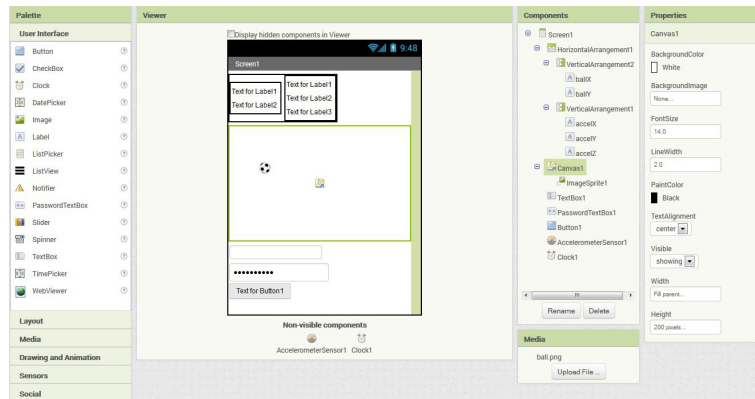 Palette
User Interface
Button
CheckBox
Clock
DatePicker
Image
Label
ListPicker
ListView
Notifier
PasswordTextBox
Slider
Spinner
TextBox
TimePicker
WebViewer
Layout
Media
Drawing and Animation
Sensors
Social
Viewer
Display hidden components in Viewer
9:48
Screen1
Text for Label1
Text for Label2
Text for Label1
Text for Label2
Text for Label3
Text for Button1
Non-visible components
AccelerometerSensor1 Clock1
Components
Screen1
HorizontalArrangement1
VerticalArrangement2
ballX
ballY
VerticalArrangement1
accelX
accelY
accelZ
Canvas1
ImageSprite1
TextBox1
PasswordTextBox1
Button1
AccelerometerSensor1
Clock1
Rename Delete
Media
ball.png
Upload File ...
Properties
Canvas1
BackgroundColor
White
BackgroundImage
None...
FontSize
14.0
LineWidth
2.0
PaintColor
Black
TextAlignment
center
Visible
showing
Width
Fill parent...
Height
200 pixels...